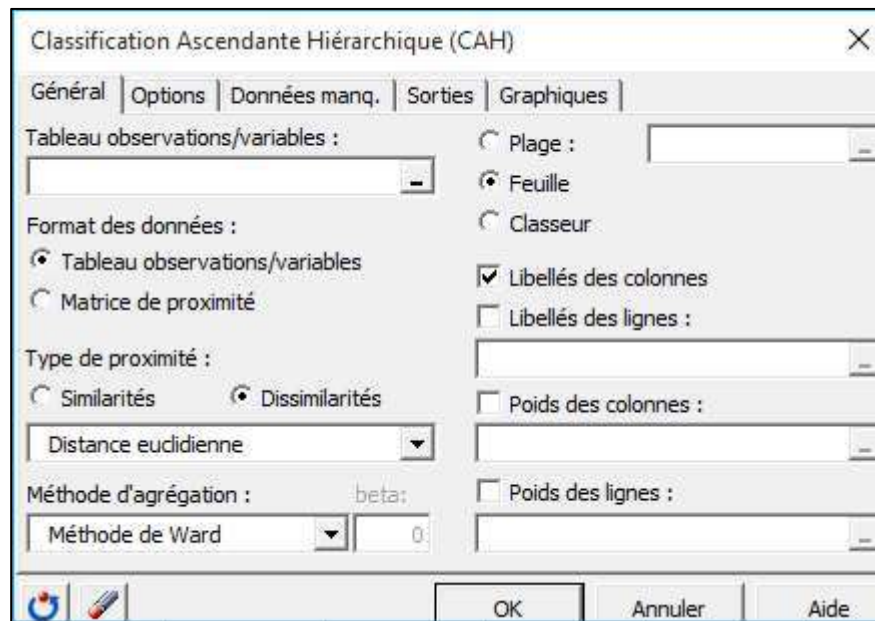 Classification Ascendante Hiérarchique (CAH)
Général
Options
Données manq.
Sorties
Graphiques
Tableau observations/variables :
Format des données :
Tableau observations/variables
Matrice de proximité
Type de proximité :
Similarités
Dissimilarités
Distance euclidienne
Méthode d'agrégation :
beta:
Méthode de Ward
0
Plage :
Feuille
Classeur
Libellés des colonnes
Libellés des lignes :
Poids des colonnes :
Poids des lignes :
OK
Annuler
Aide